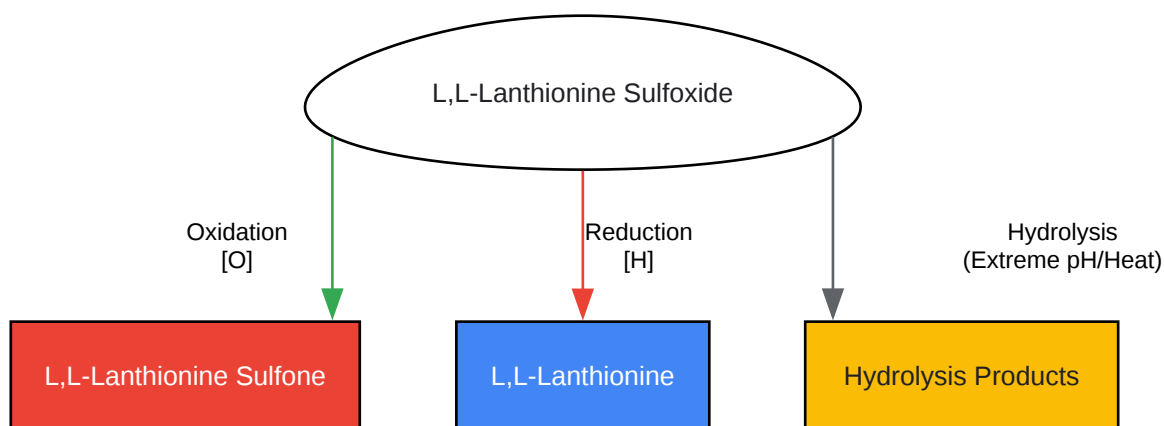 L,L-Lanthionine Sulfoxide
Oxidation
[O]
Reduction
[H]
Hydrolysis
(Extreme pH/Heat)
L,L-Lanthionine Sulfone
L,L-Lanthionine
Hydrolysis Products